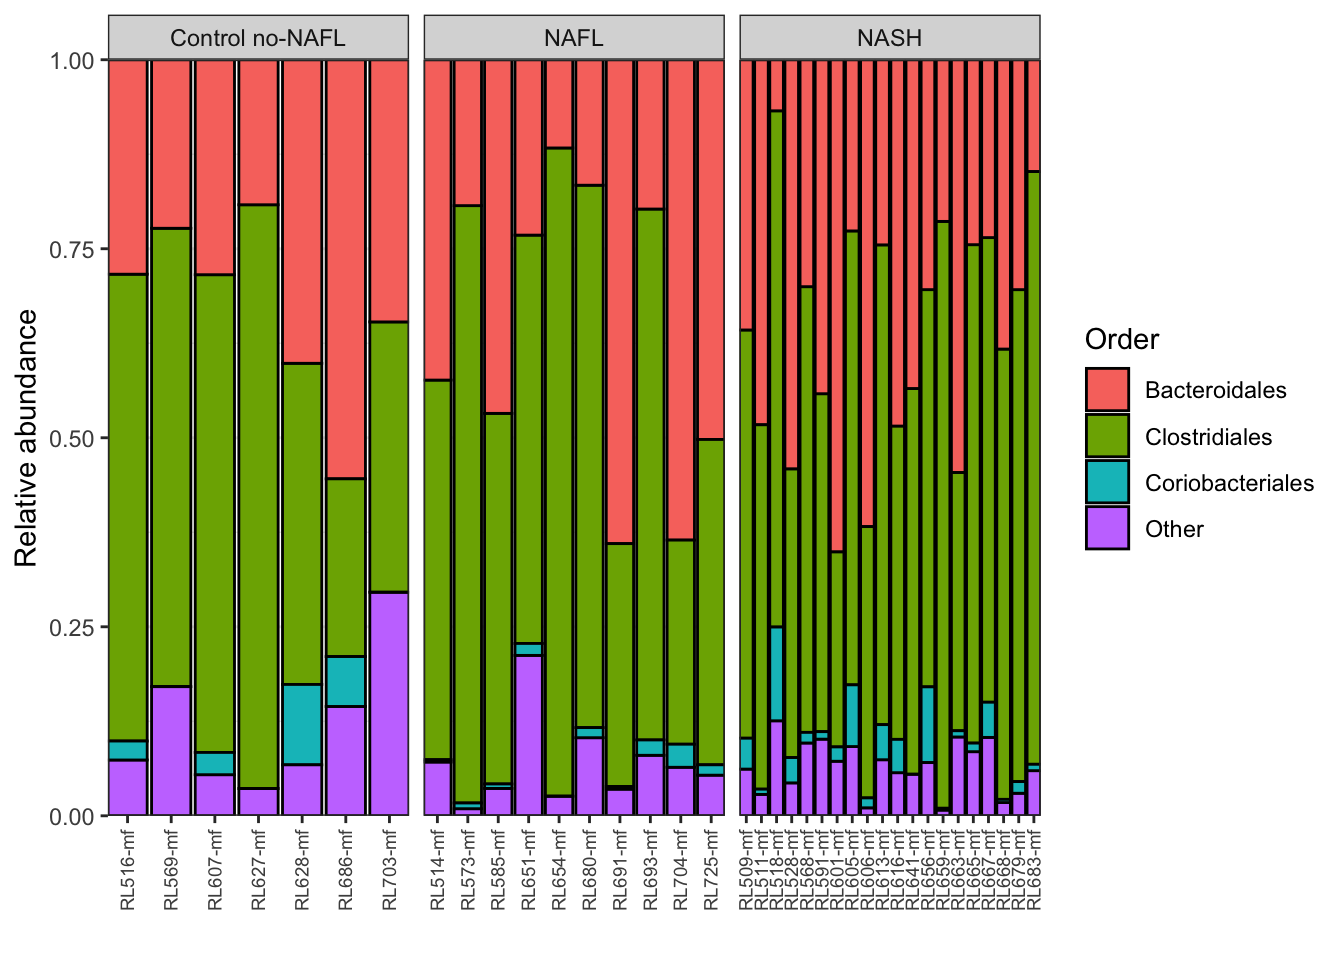 Control no-NAFL
NAFL
NASH
1.00
0.75
0.50
0.25
0.00
Relative abundance
RL516-mf
RL569-mf
RL607-mf
RL627-mf
RL628-mf
RL686-mf
RL703-mf
RL514-mf
RL573-mf
RL585-mf
RL651-mf
RL654-mf
RL680-mf
RL691-mf
RL693-mf
RL704-mf
RL725-mf
RL509-mf
RL511-mf
RL518-mf
RL528-mf
RL568-mf
RL591-mf
RL601-mf
RL605-mf
RL606-mf
RL613-mf
RL616-mf
RL641-mf
RL656-mf
RL659-mf
RL663-mf
RL665-mf
RL667-mf
RL668-mf
RL679-mf
RL683-mf
Order
Bacteroidales
Clostridiales
Coriobacteriales
Other